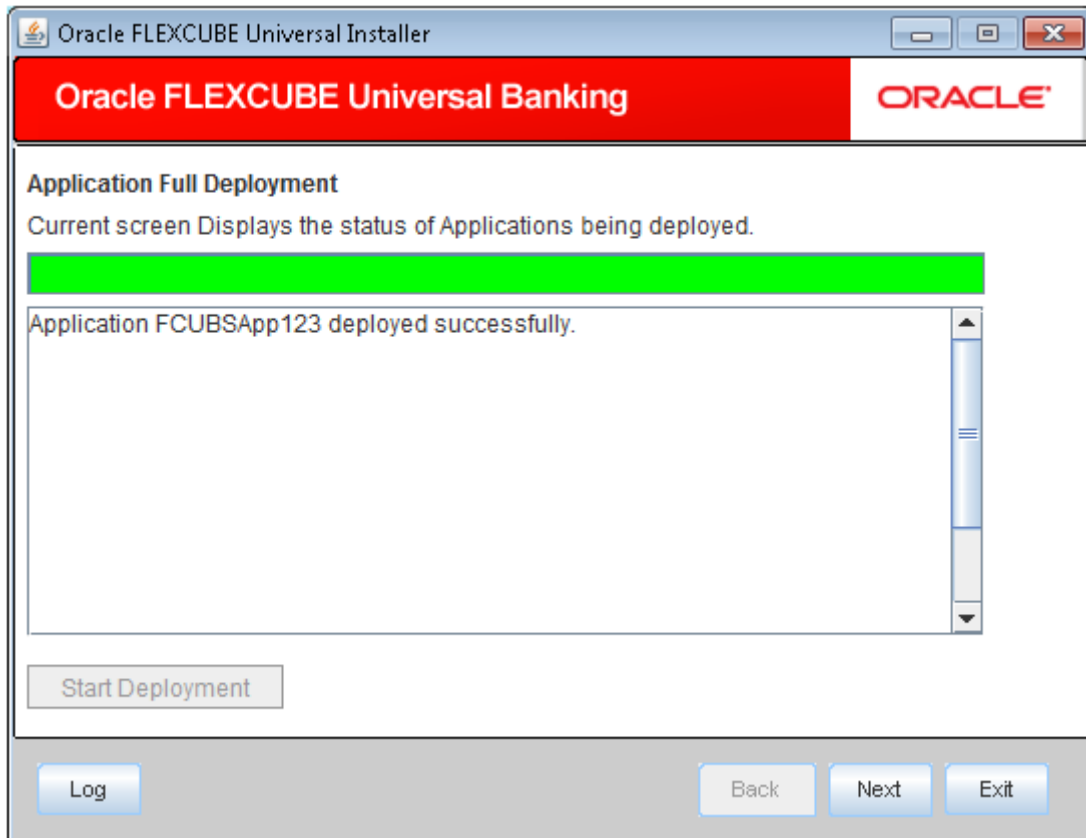 Oracle FLEXCUBE Universal Installer
Oracle FLEXCUBE Universal Banking
ORACLE®
Application Full Deployment
Current screen Displays the status of Applications being deployed.
Application FCUBSApp123 deployed successfully.
Start Deployment
Log
Back
Next
Exit